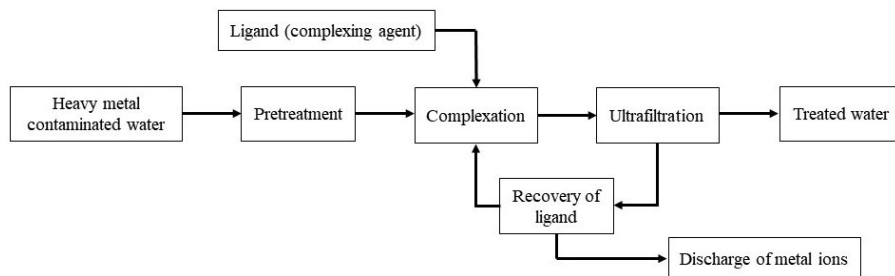 Ligand (complexing agent)
Heavy metal
contaminated water
Pretreatment
Complexation
Ultrafiltration
Treated water
Recovery of
ligand
Discharge of metal ions